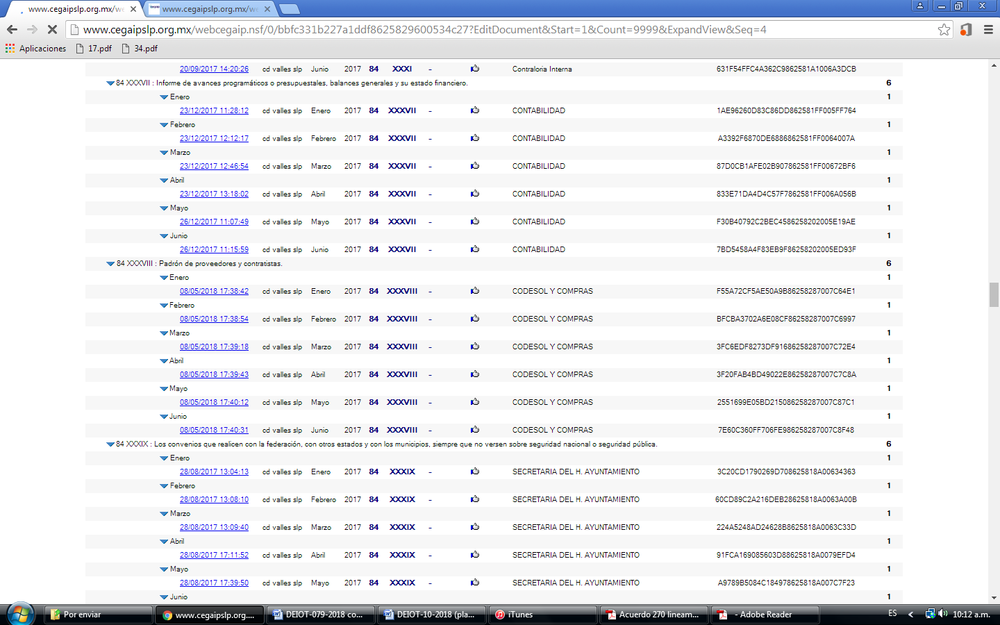 www.cegaipslp.org.mx/we
www.cegaipslp.org.mx/we
www.cegaipslp.org.mx/webcegaip.nsf/0/bbfc331b227a1ddf8625829600534c27?EditDocument&Start=1&Count=9999&ExpandView&Seq=4
Aplicaciones 17.pdf 34.pdf
20/09/2017 14:20:26 cd valles slp Junio 2017 84 XXXI - Contraloria Interna 631F54FFC4A362C9862581A1006A3DCB
84 XXXVII : Informe de avances programáticos o presupuestales, balances generales y su estado financiero. 6
Enero 1
23/12/2017 11:28:12 cd valles slp Enero 2017 84 XXXVII - CONTABILIDAD 1AE96260D83C86DD862581FF005FF764
Febrero 1
23/12/2017 12:12:17 cd valles slp Febrero 2017 84 XXXVII - CONTABILIDAD A3392F6870DE6886862581FF0064007A
Marzo 1
23/12/2017 12:46:54 cd valles slp Marzo 2017 84 XXXVII - CONTABILIDAD 87D0CB1AFE02B907862581FF00672BF6
Abril 1
23/12/2017 13:18:02 cd valles slp Abril 2017 84 XXXVII - CONTABILIDAD 833E71DA4D4C57F7862581FF006A056B
Mayo 1
26/12/2017 11:07:49 cd valles slp Mayo 2017 84 XXXVII - CONTABILIDAD F30B40792C2BEC4586258202005E19AE
Junio 1
26/12/2017 11:15:59 cd valles slp Junio 2017 84 XXXVII - CONTABILIDAD 7BD5458A4F83EB9F86258202005ED93F
84 XXXVIII : Padrón de proveedores y contratistas. 6
Enero 1
08/05/2018 17:38:42 cd valles slp Enero 2017 84 XXXVIII - CODESOL Y COMPRAS F55A72CF5AE50A9B86258287007C64E1
Febrero 1
08/05/2018 17:38:54 cd valles slp Febrero 2017 84 XXXVIII - CODESOL Y COMPRAS BFCBA3702A6E08CF86258287007C6997
Marzo 1
08/05/2018 17:39:18 cd valles slp Marzo 2017 84 XXXVIII - CODESOL Y COMPRAS 3FC6EDF8273DF91686258287007C72E4
Abril 1
08/05/2018 17:39:43 cd valles slp Abril 2017 84 XXXVIII - CODESOL Y COMPRAS 3F20FAB4BD49022E86258287007C7C8A
Mayo 1
08/05/2018 17:40:12 cd valles slp Mayo 2017 84 XXXVIII - CODESOL Y COMPRAS 2551699E05BD215086258287007C87C1
Junio 1
08/05/2018 17:40:31 cd valles slp Junio 2017 84 XXXVIII - CODESOL Y COMPRAS 7E60C360FF706FE986258287007C8F48
84 XXXIX : Los convenios que realicen con la federación, con otros estados y con los municipios, siempre que no versen sobre seguridad nacional o seguridad pública. 6
Enero 1
28/08/2017 13:04:13 cd valles slp Enero 2017 84 XXXIX - SECRETARIA DEL H. AYUNTAMIENTO 3C20CD1790269D708625818A00634363
Febrero 1
28/08/2017 13:08:10 cd valles slp Febrero 2017 84 XXXIX - SECRETARIA DEL H. AYUNTAMIENTO 60CD89C2A216DEB28625818A0063A00B
Marzo 1
28/08/2017 13:09:40 cd valles slp Marzo 2017 84 XXXIX - SECRETARIA DEL H. AYUNTAMIENTO 224A5248AD24628B8625818A0063C33D
Abril 1
28/08/2017 17:11:52 cd valles slp Abril 2017 84 XXXIX - SECRETARIA DEL H. AYUNTAMIENTO 91FCA169085603D88625818A0079EFD4
Mayo 1
28/08/2017 17:39:50 cd valles slp Mayo 2017 84 XXXIX - SECRETARIA DEL H. AYUNTAMIENTO A9789B5084C184978625818A007C7F23
Junio 1
Por enviar www.cegaipslp.org.... DEIOT-079-2018 co... DEIOT-10-2018 (pla... iTunes Acuerdo 270 lineam... - Adobe Reader ES 10:12 a.m.